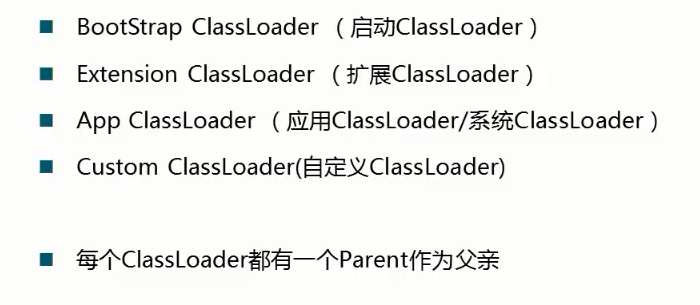 BootStrap ClassLoader （启动ClassLoader）
Extension ClassLoader （扩展ClassLoader）
App ClassLoader （应用ClassLoader/系统ClassLoader）
Custom ClassLoader(自定义ClassLoader)
每个ClassLoader都有一个Parent作为父亲